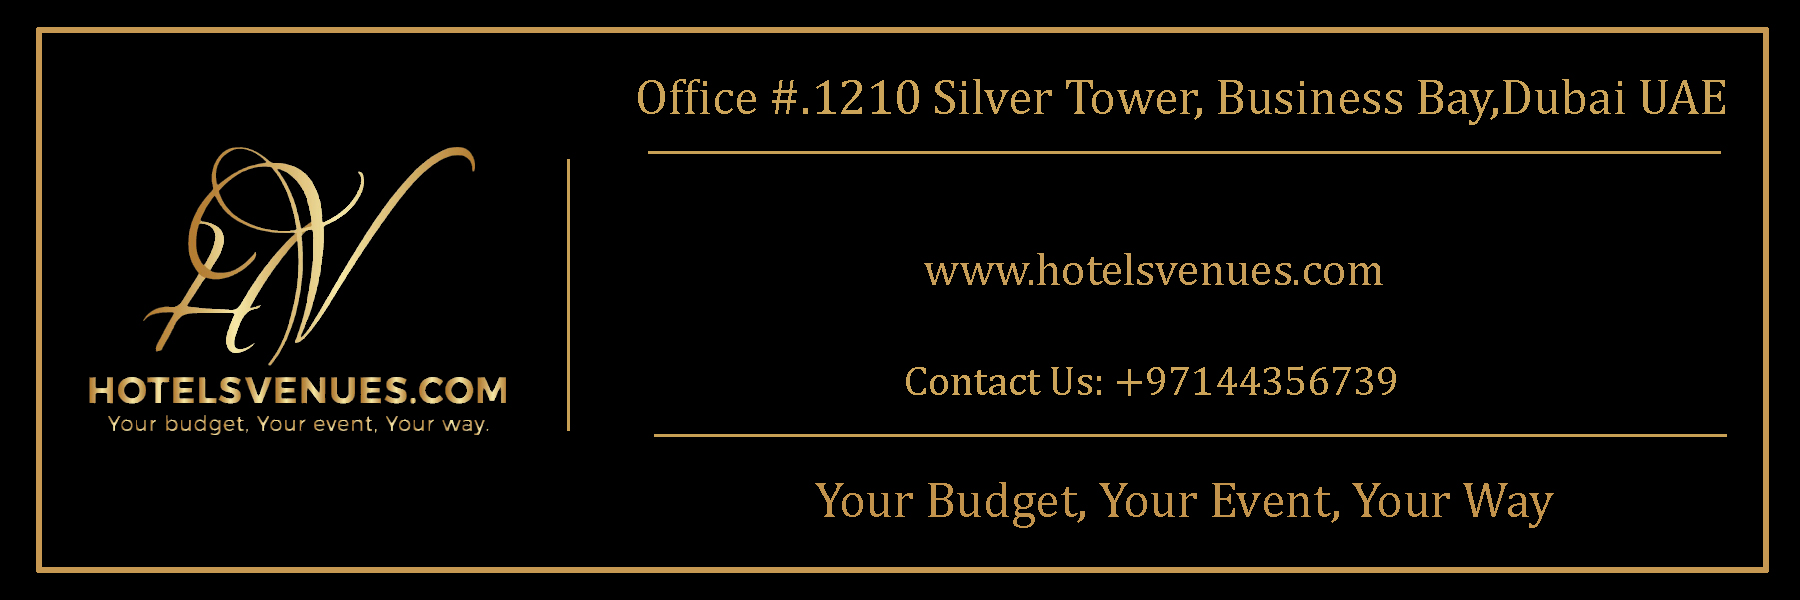 HV
HOTELSVENUES.COM
Your budget, Your event, Your way.
Office #.1210 Silver Tower, Business Bay,Dubai UAE
www.hotelsvenues.com
Contact Us: +97144356739
Your Budget, Your Event, Your Way